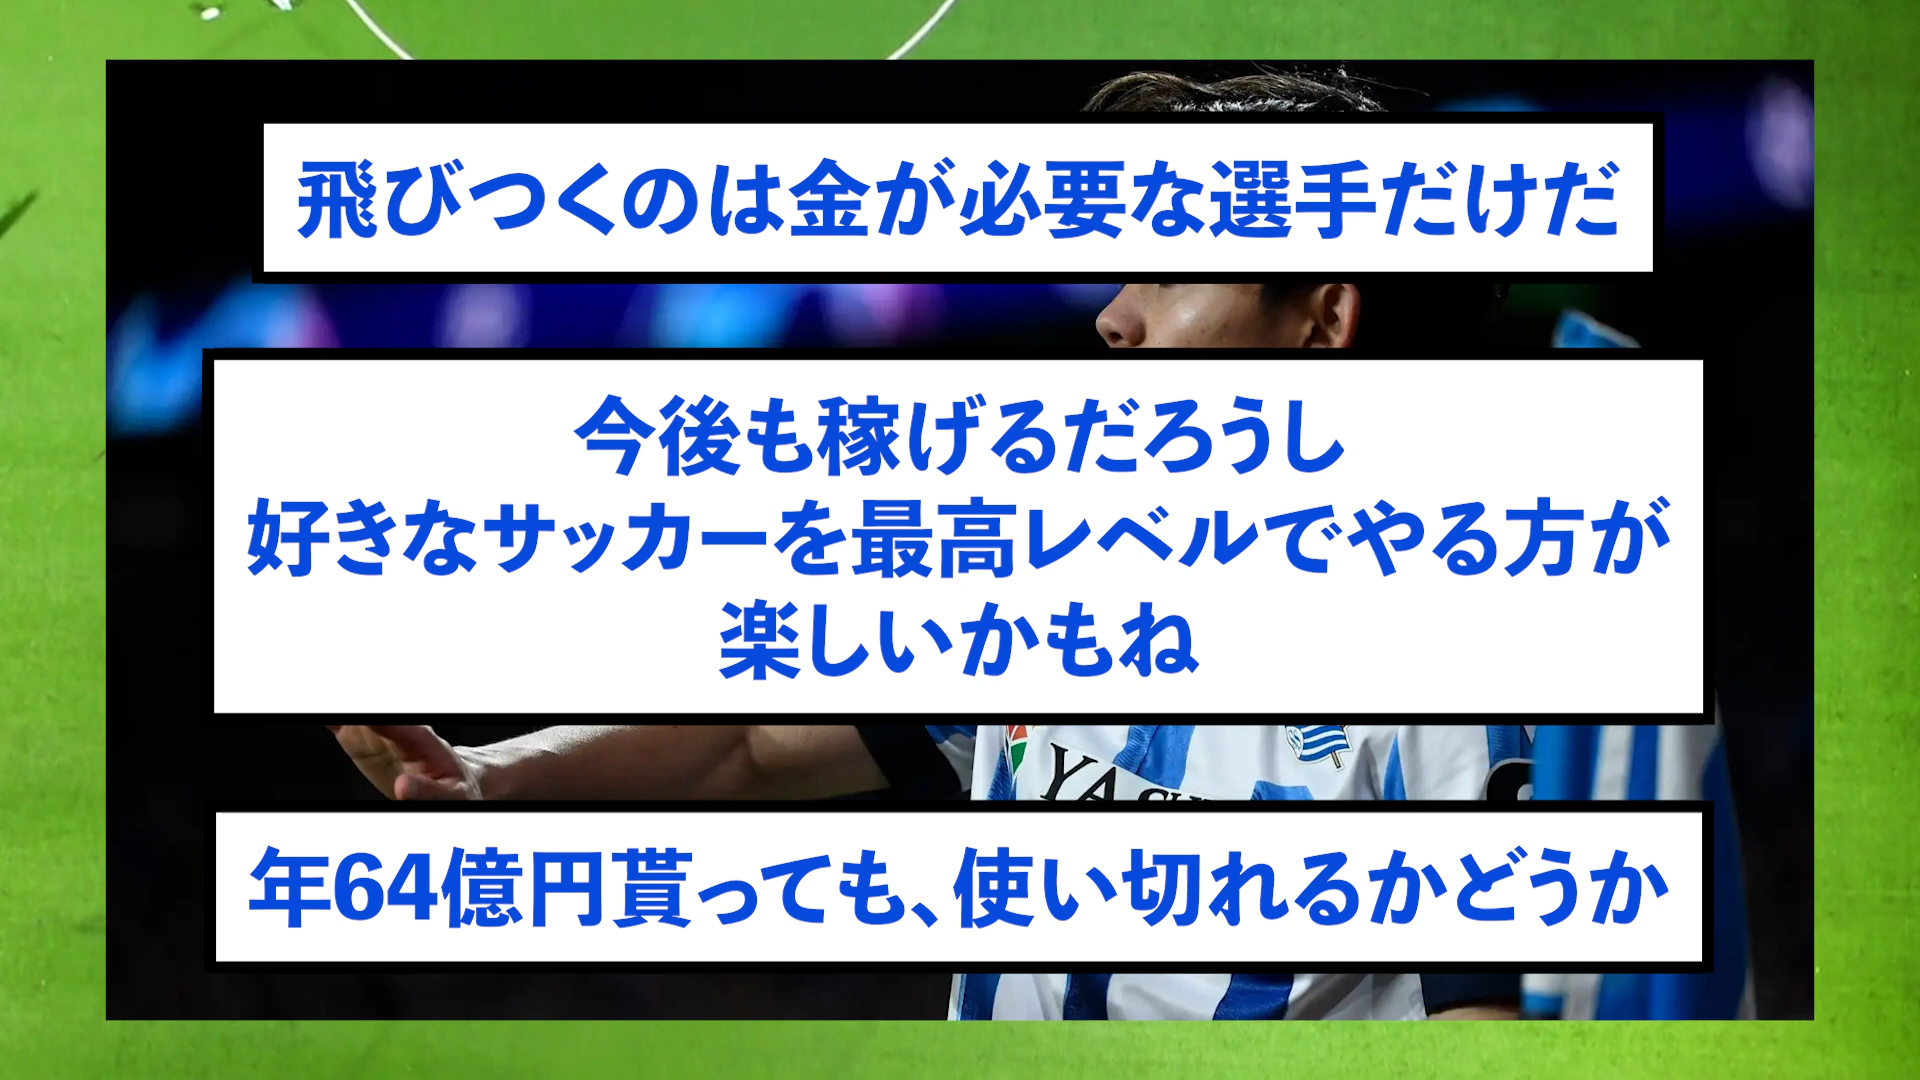 飛びつくのは金が必要な選手だけだ
今後も稼げるだろうし
好きなサッカーを最高レベルでやる方が
楽しいかもね
年64億円貰っても、使い切れるかどうか